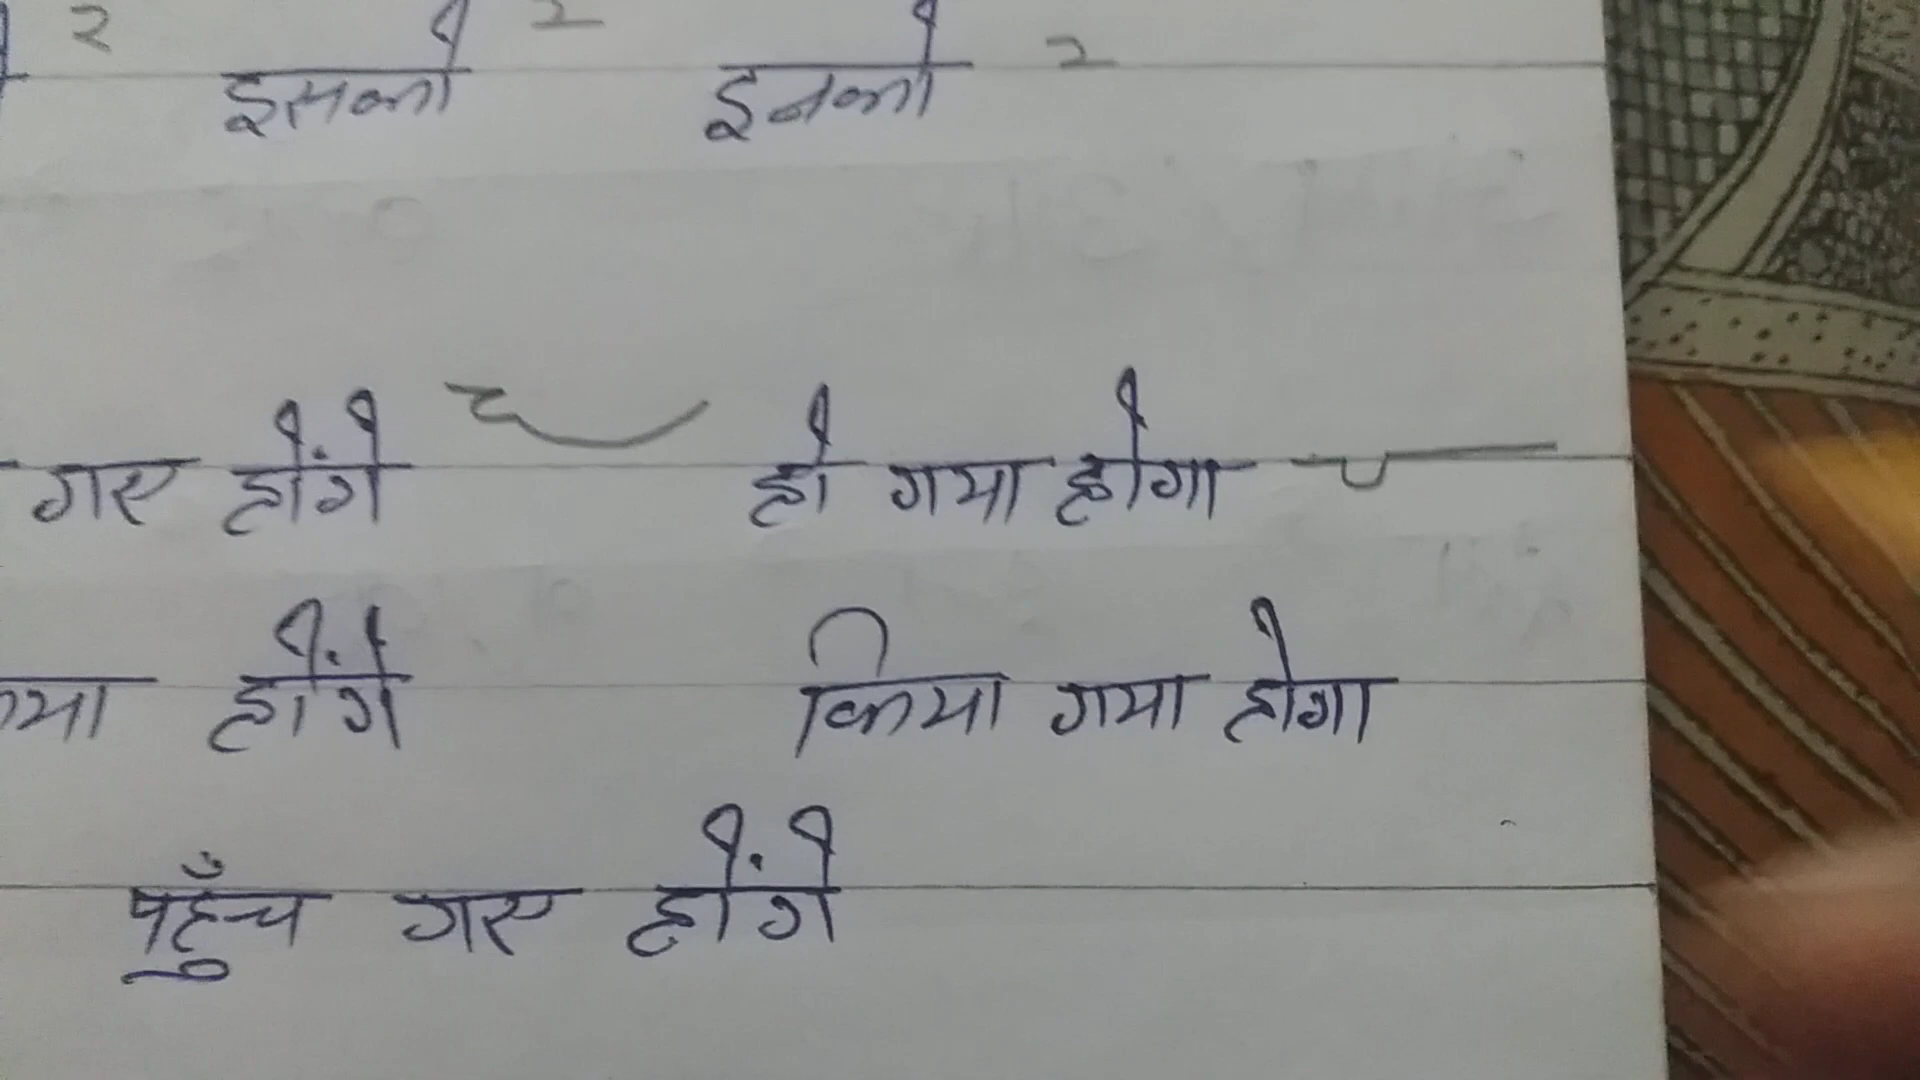 इसको इनको
गए होंगे हो गया होगा
होंगे किया गया होगा
पहुँच गए होंगे